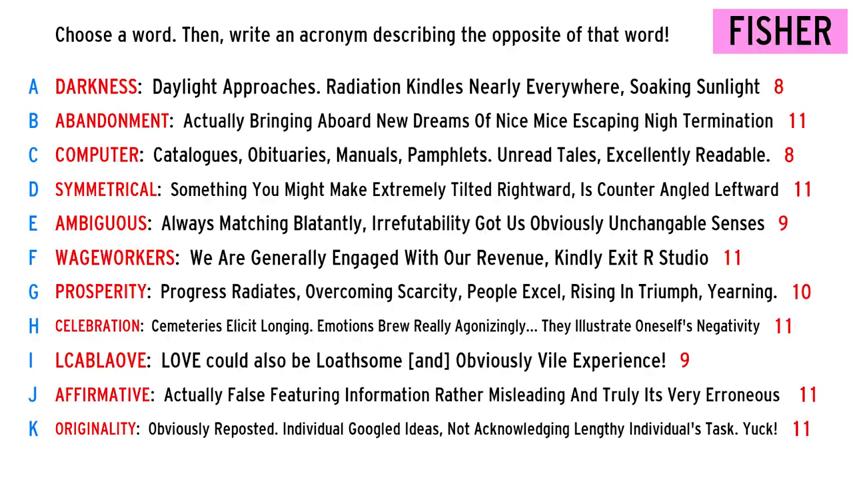 Choose a word. Then, write an acronym describing the opposite of that word!
FISHER
A DARKNESS: Daylight Approaches. Radiation Kindles Nearly Everywhere, Soaking Sunlight 8
B ABANDONMENT: Actually Bringing Aboard New Dreams Of Nice Mice Escaping Nigh Termination 11
C COMPUTER: Catalogues, Obituaries, Manuals, Pamphlets. Unread Tales, Excellently Readable. 8
D SYMMETRICAL: Something You Might Make Extremely Tilted Rightward, Is Counter Angled Leftward 11
E AMBIGUOUS: Always Matching Blatantly, Irrefutability Got Us Obviously Unchangable Senses 9
F WAGEWORKERS: We Are Generally Engaged With Our Revenue, Kindly Exit R Studio 11
G PROSPERITY: Progress Radiates, Overcoming Scarcity, People Excel, Rising In Triumph, Yearning. 10
H CELEBRATION: Cemeteries Elicit Longing. Emotions Brew Really Agonizingly... They Illustrate Oneself's Negativity 11
I LCABLAOVE: LOVE could also be Loathsome [and] Obviously Vile Experience! 9
J AFFIRMATIVE: Actually False Featuring Information Rather Misleading And Truly Its Very Erroneous 11
K ORIGINALITY: Obviously Reposted. Individual Googled Ideas, Not Acknowledging Lengthy Individual's Task. Yuck! 11